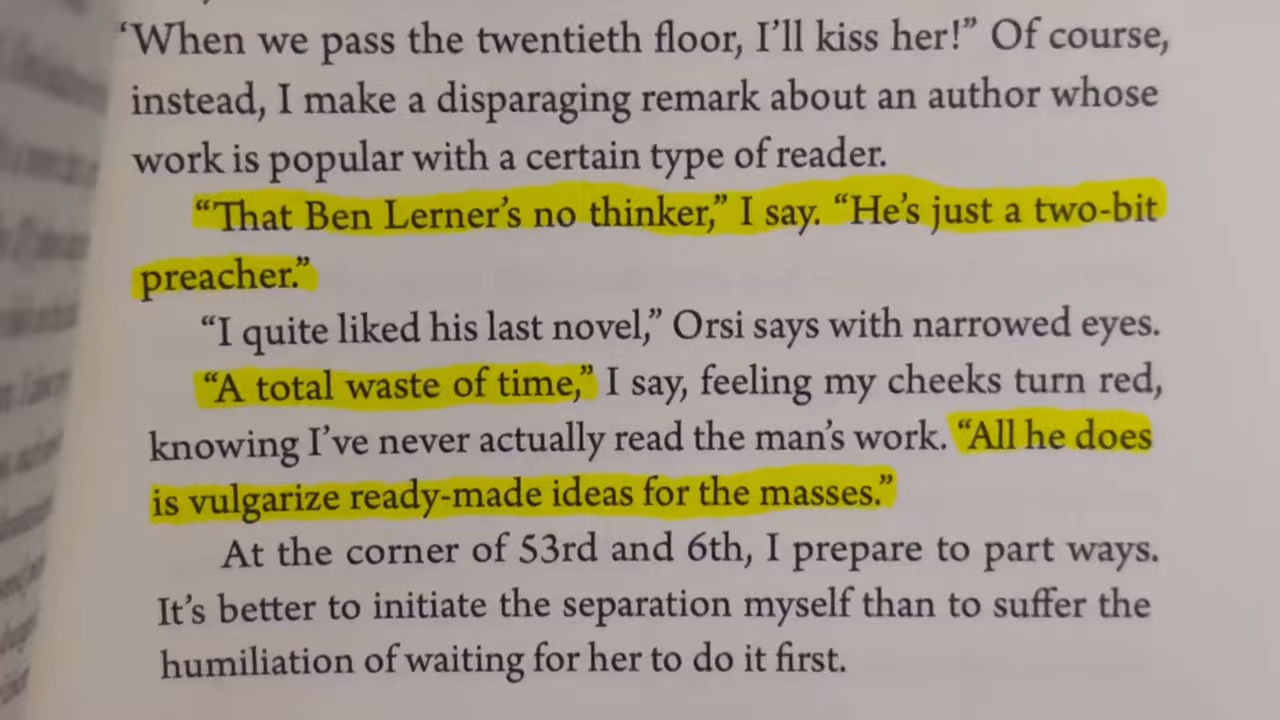 ‘When we pass the twentieth floor, I’ll kiss her!” Of course,
instead, I make a disparaging remark about an author whose
work is popular with a certain type of reader.
“That Ben Lerner’s no thinker,” I say. “He’s just a two-bit
preacher.”
“I quite liked his last novel,” Orsi says with narrowed eyes.
“A total waste of time,” I say, feeling my cheeks turn red,
knowing I’ve never actually read the man’s work. “All he does
is vulgarize ready-made ideas for the masses.”
At the corner of 53rd and 6th, I prepare to part ways.
It’s better to initiate the separation myself than to suffer the
humiliation of waiting for her to do it first.